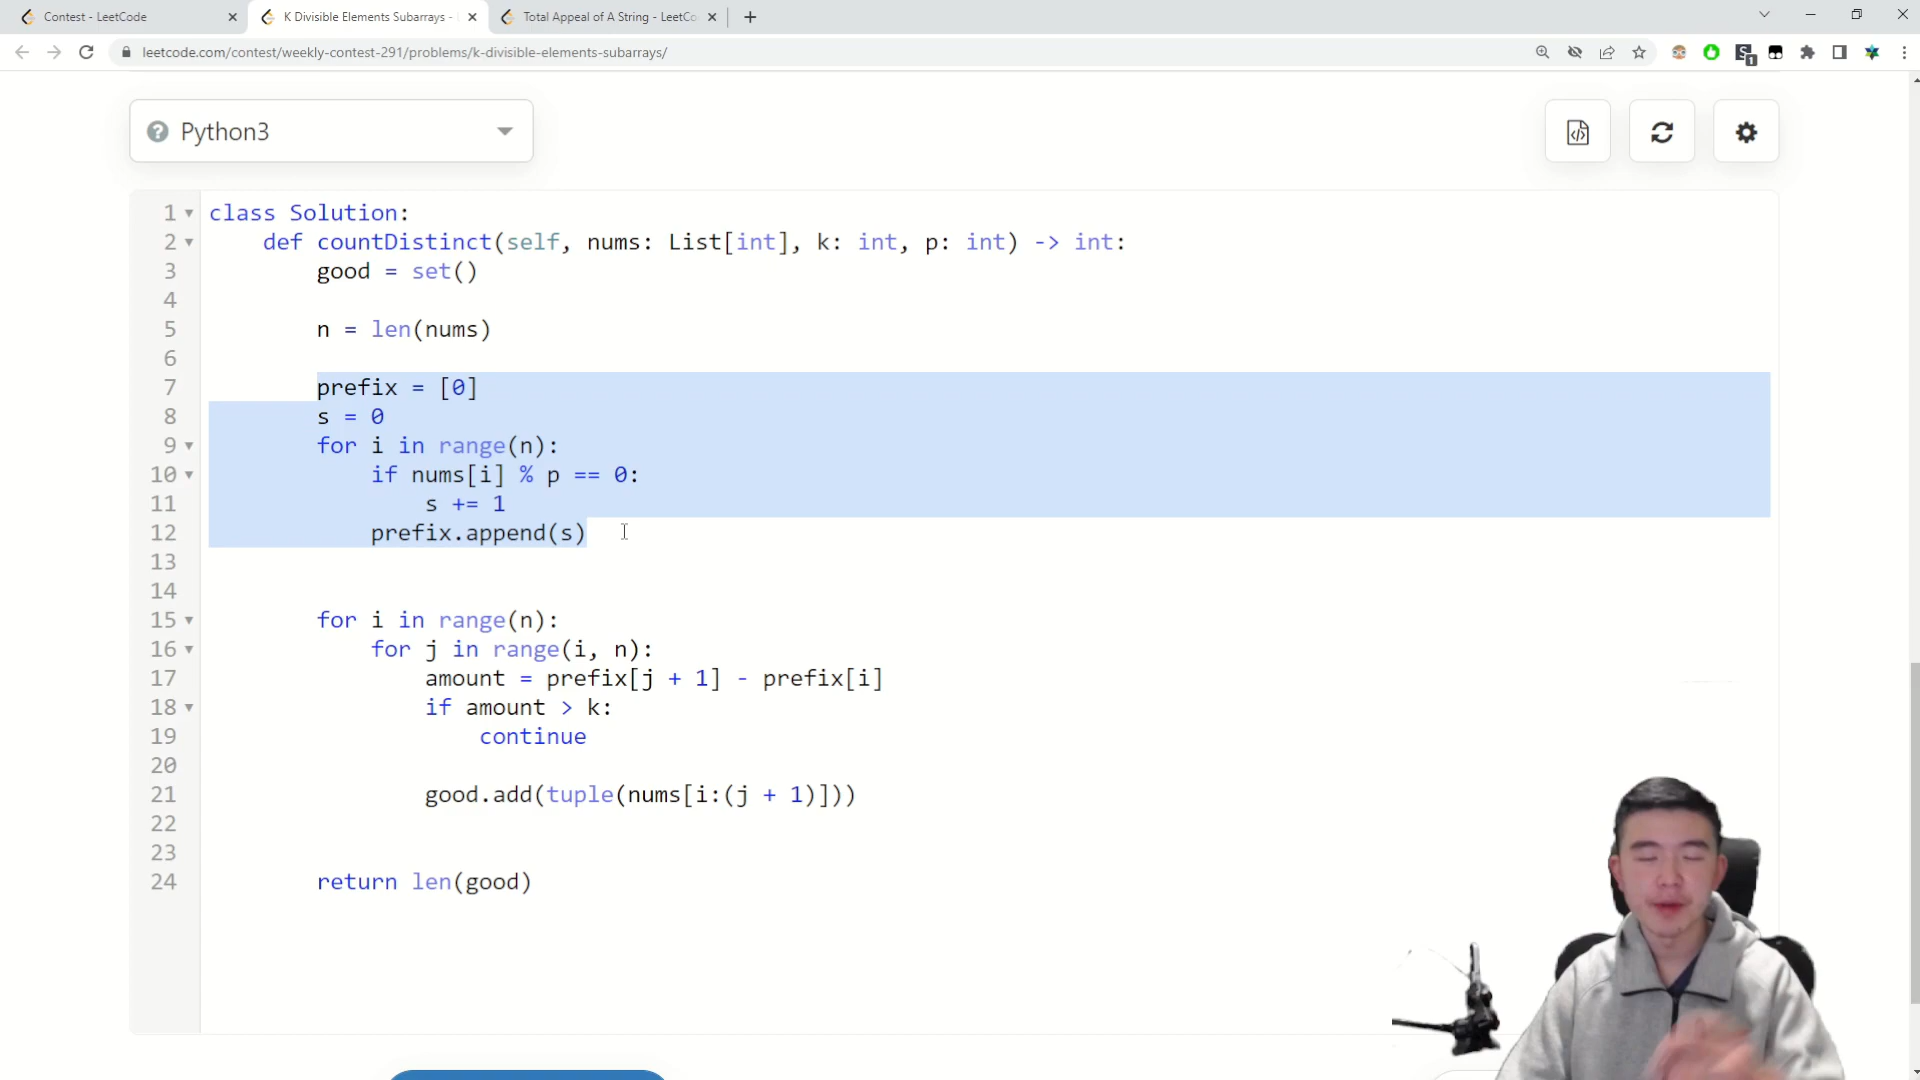 Contest - LeetCode
K Divisible Elements Subarrays -
Total Appeal of A String - LeetCo
leetcode.com/contest/weekly-contest-291/problems/k-divisible-elements-subarrays/
Python3
1 class Solution:
2     def countDistinct(self, nums: List[int], k: int, p: int) -> int:
3         good = set()
4
5         n = len(nums)
6
7         prefix = [0]
8         s = 0
9         for i in range(n):
10             if nums[i] % p == 0:
11                 s += 1
12             prefix.append(s)
13
14
15         for i in range(n):
16             for j in range(i, n):
17                 amount = prefix[j + 1] - prefix[i]
18                 if amount > k:
19                     continue
20
21                 good.add(tuple(nums[i:(j + 1)]))
22
23
24         return len(good)